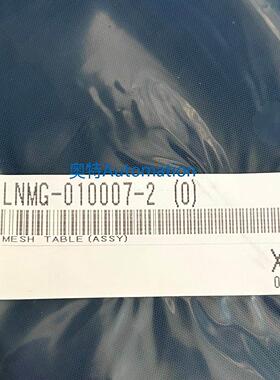 奥特Automation
LNMG-010007-2 (0)
MESH TABLE(ASSY)
X
0